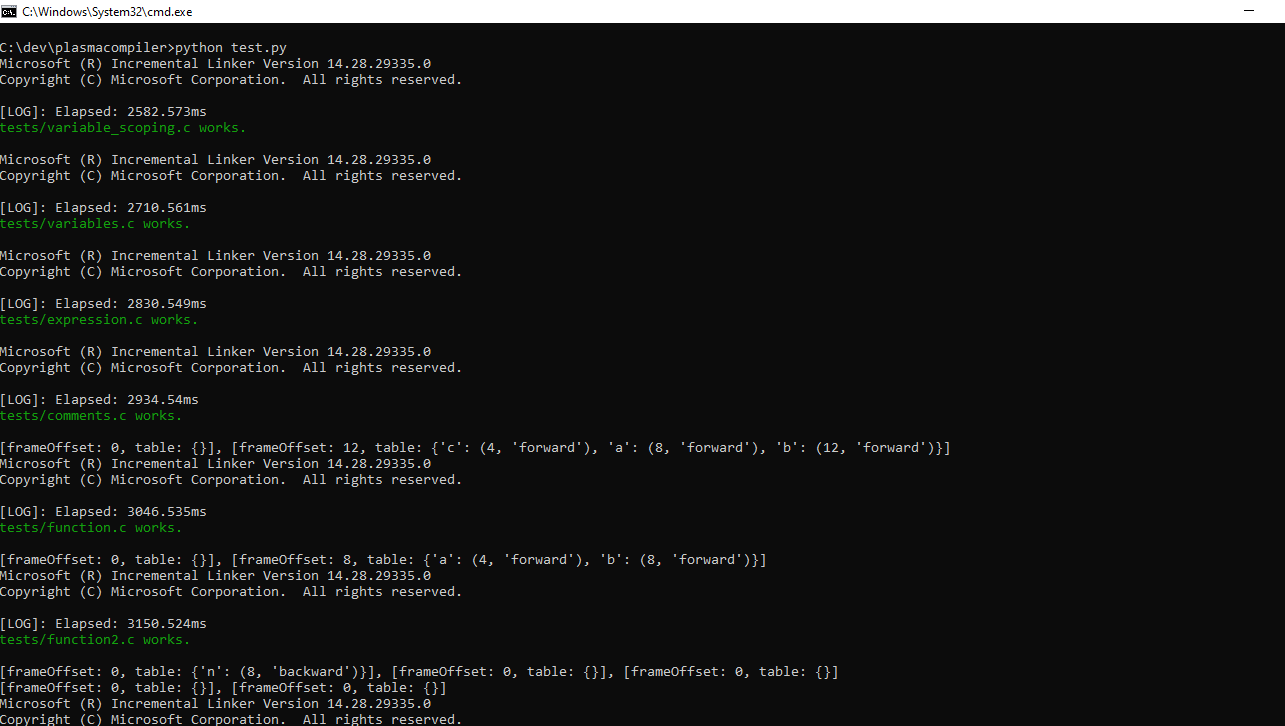 C:\Windows\System32\cmd.exe
C:\dev\plasmacompiler>python test.py
Microsoft (R) Incremental Linker Version 14.28.29335.0
Copyright (C) Microsoft Corporation.  All rights reserved.
[LOG]: Elapsed: 2582.573ms
tests/variable_scoping.c works.
Microsoft (R) Incremental Linker Version 14.28.29335.0
Copyright (C) Microsoft Corporation.  All rights reserved.
[LOG]: Elapsed: 2710.561ms
tests/variables.c works.
Microsoft (R) Incremental Linker Version 14.28.29335.0
Copyright (C) Microsoft Corporation.  All rights reserved.
[LOG]: Elapsed: 2830.549ms
tests/expression.c works.
Microsoft (R) Incremental Linker Version 14.28.29335.0
Copyright (C) Microsoft Corporation.  All rights reserved.
[LOG]: Elapsed: 2934.54ms
tests/comments.c works.
[frameOffset: 0, table: {}], [frameOffset: 12, table: {'c': (4, 'forward'), 'a': (8, 'forward'), 'b': (12, 'forward')}]
Microsoft (R) Incremental Linker Version 14.28.29335.0
Copyright (C) Microsoft Corporation.  All rights reserved.
[LOG]: Elapsed: 3046.535ms
tests/function.c works.
[frameOffset: 0, table: {}], [frameOffset: 8, table: {'a': (4, 'forward'), 'b': (8, 'forward')}]
Microsoft (R) Incremental Linker Version 14.28.29335.0
Copyright (C) Microsoft Corporation.  All rights reserved.
[LOG]: Elapsed: 3150.524ms
tests/function2.c works.
[frameOffset: 0, table: {'n': (8, 'backward')}], [frameOffset: 0, table: {}], [frameOffset: 0, table: {}]
[frameOffset: 0, table: {}], [frameOffset: 0, table: {}]
Microsoft (R) Incremental Linker Version 14.28.29335.0
Copyright (C) Microsoft Corporation.  All rights reserved.